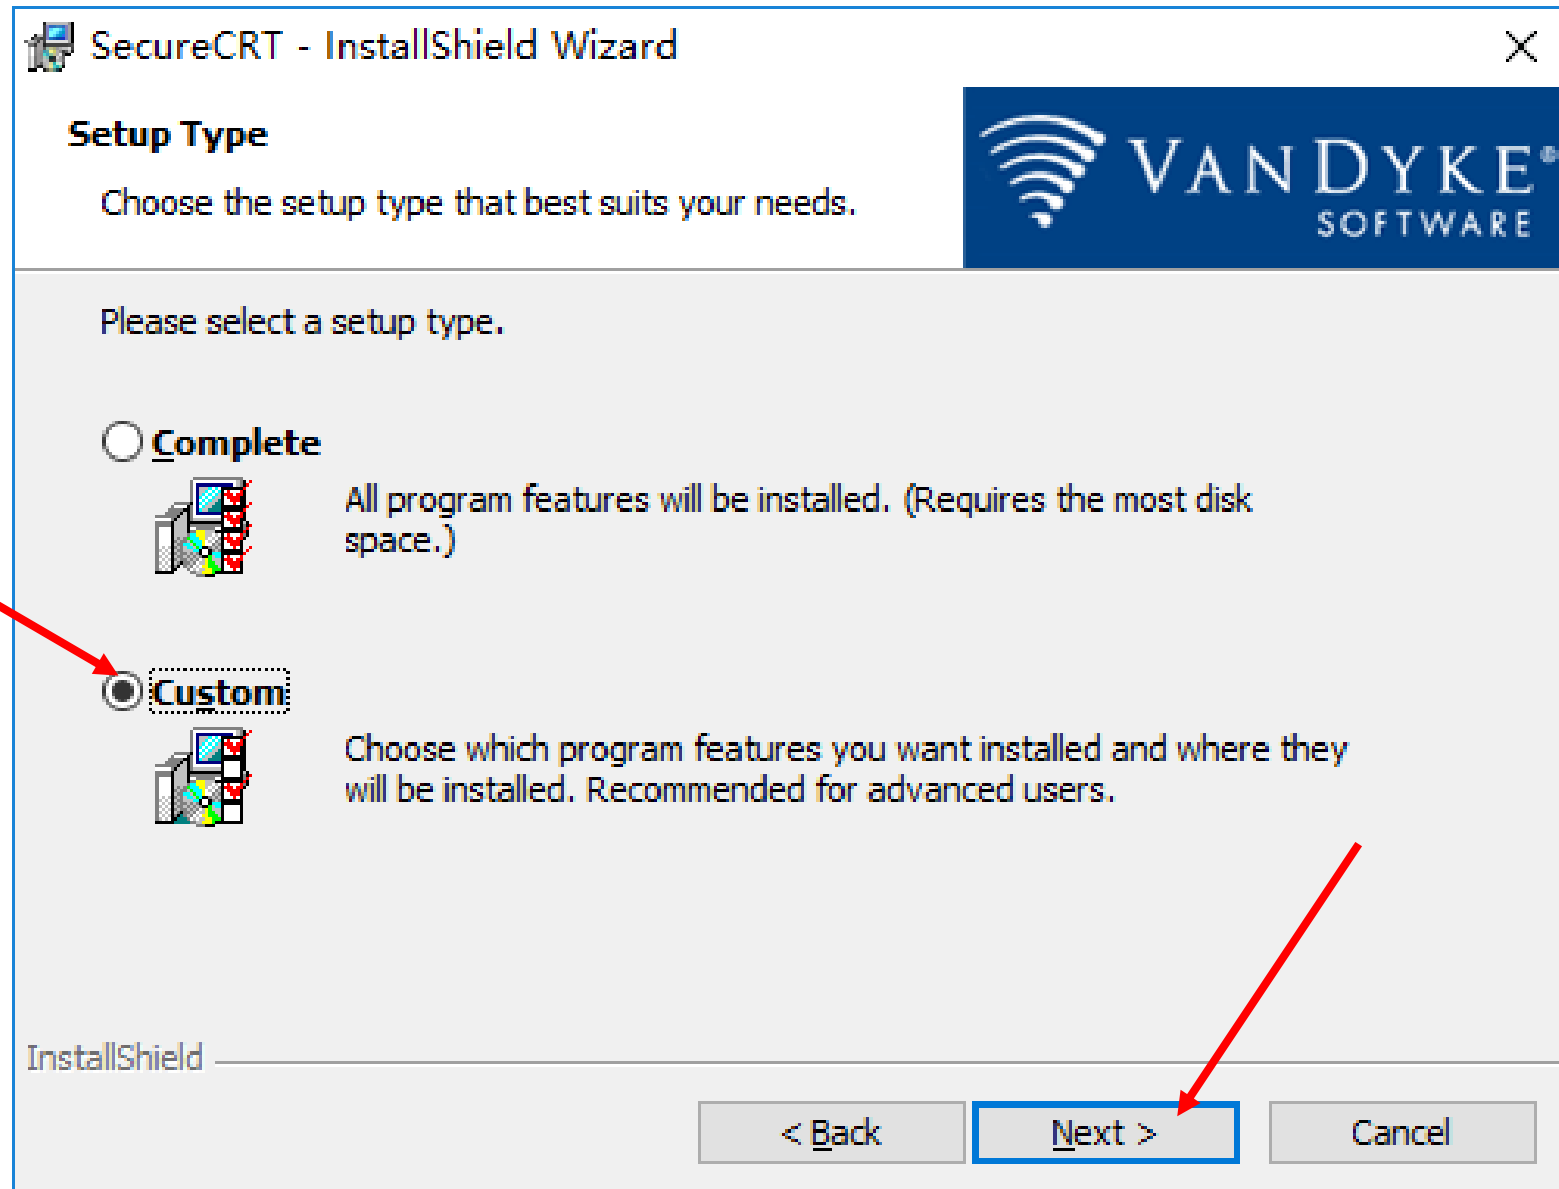 SecureCRT - InstallShield Wizard
Setup Type
Choose the setup type that best suits your needs.
VANDYKE®
SOFTWARE
Please select a setup type.
Complete
All program features will be installed. (Requires the most disk
space.)
Custom
Choose which program features you want installed and where they
will be installed. Recommended for advanced users.
InstallShield
< Back
Next >
Cancel